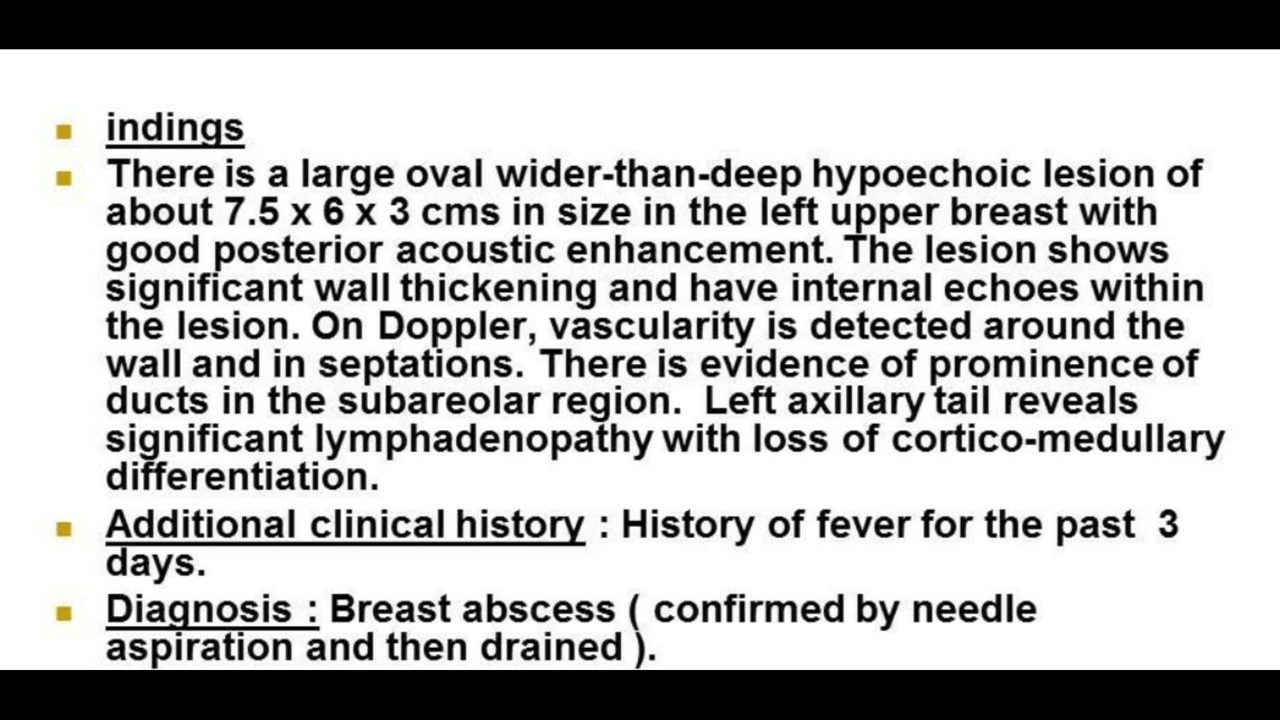 indings
There is a large oval wider-than-deep hypoechoic lesion of
about 7.5 x 6 x 3 cms in size in the left upper breast with
good posterior acoustic enhancement. The lesion shows
significant wall thickening and have internal echoes within
the lesion. On Doppler, vascularity is detected around the
wall and in septations. There is evidence of prominence of
ducts in the subareolar region. Left axillary tail reveals
significant lymphadenopathy with loss of cortico-medullary
differentiation.
Additional clinical history : History of fever for the past 3
days.
Diagnosis : Breast abscess ( confirmed by needle
aspiration and then drained ).